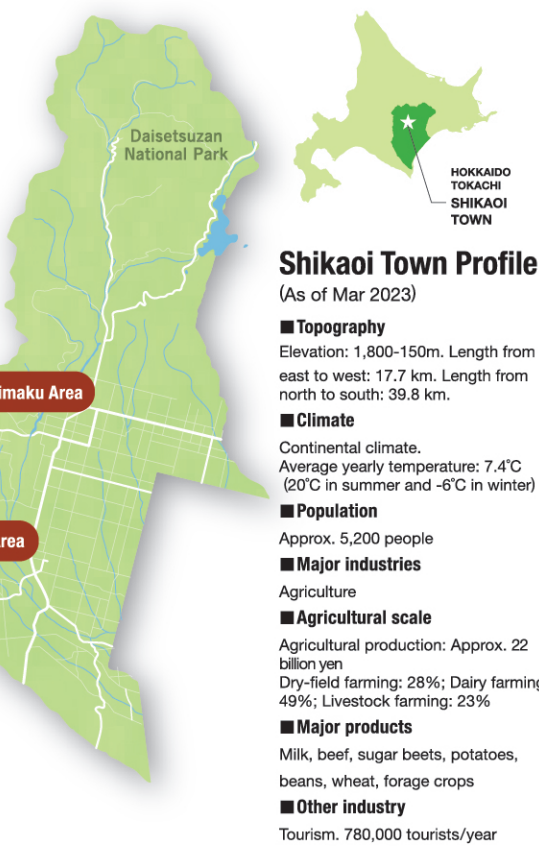 Daisetsuzan
National Park
HOKKAIDO
TOKACHI
SHIKAOI
TOWN
Shikaoi Town Profile
(As of Mar 2023)
■Topography
Elevation: 1,800-150m. Length from
east to west: 17.7 km. Length from
north to south: 39.8 km.
■Climate
Continental climate.
Average yearly temperature: 7.4°C
(20°C in summer and -6°C in winter)
■Population
Approx. 5,200 people
■Major industries
Agriculture
■Agricultural scale
Agricultural production: Approx. 22
billion yen
Dry-field farming: 28%; Dairy farming
49%; Livestock farming: 23%
■Major products
Milk, beef, sugar beets, potatoes,
beans, wheat, forage crops
■Other industry
Tourism. 780,000 tourists/year
imaku Area
rea